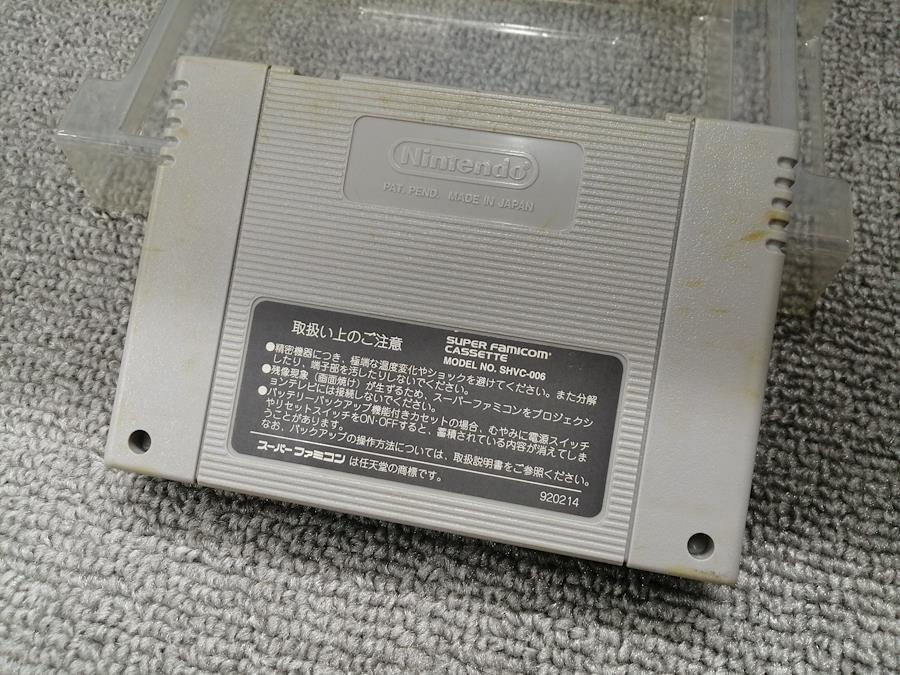 Nintendo®
PAT. PEND. MADE IN JAPAN
取扱い上のご注意
SUPER FAMICOM®
CASSETTE
MODEL NO. SHVC-006
●精密機器につき、極端な温度変化やショックを避けてください。また分解
したり、端子部を汚したりしないでください。
●残像現象（画面焼け）が生ずるため、スーパーファミコンをプロジェクシ
ョンテレビには接続しないでください。
●バッテリーバックアップ機能付きカセットの場合、むやみに電源スイッチ
やリセットスイッチをON・OFFすると、蓄積されている内容が消えてしま
うことがあります。
なお、バックアップの操作方法については、取扱説明書をご参照ください。
スーパーファミコン は任天堂の商標です。
920214